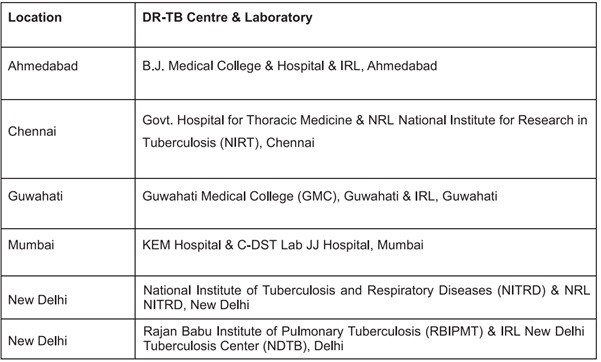 Location DR-TB Centre & Laboratory
Ahmedabad B.J. Medical College & Hospital & IRL, Ahmedabad
Chennai Govt. Hospital for Thoracic Medicine & NRL National Institute for Research in
Tuberculosis (NIRT), Chennai
Guwahati Guwahati Medical College (GMC), Guwahati & IRL, Guwahati
Mumbai KEM Hospital & C-DST Lab JJ Hospital, Mumbai
New Delhi National Institute of Tuberculosis and Respiratory Diseases (NITRD) & NRL
NITRD, New Delhi
New Delhi Rajan Babu Institute of Pulmonary Tuberculosis (RBIPMT) & IRL New Delhi
Tuberculosis Center (NDTB), Delhi